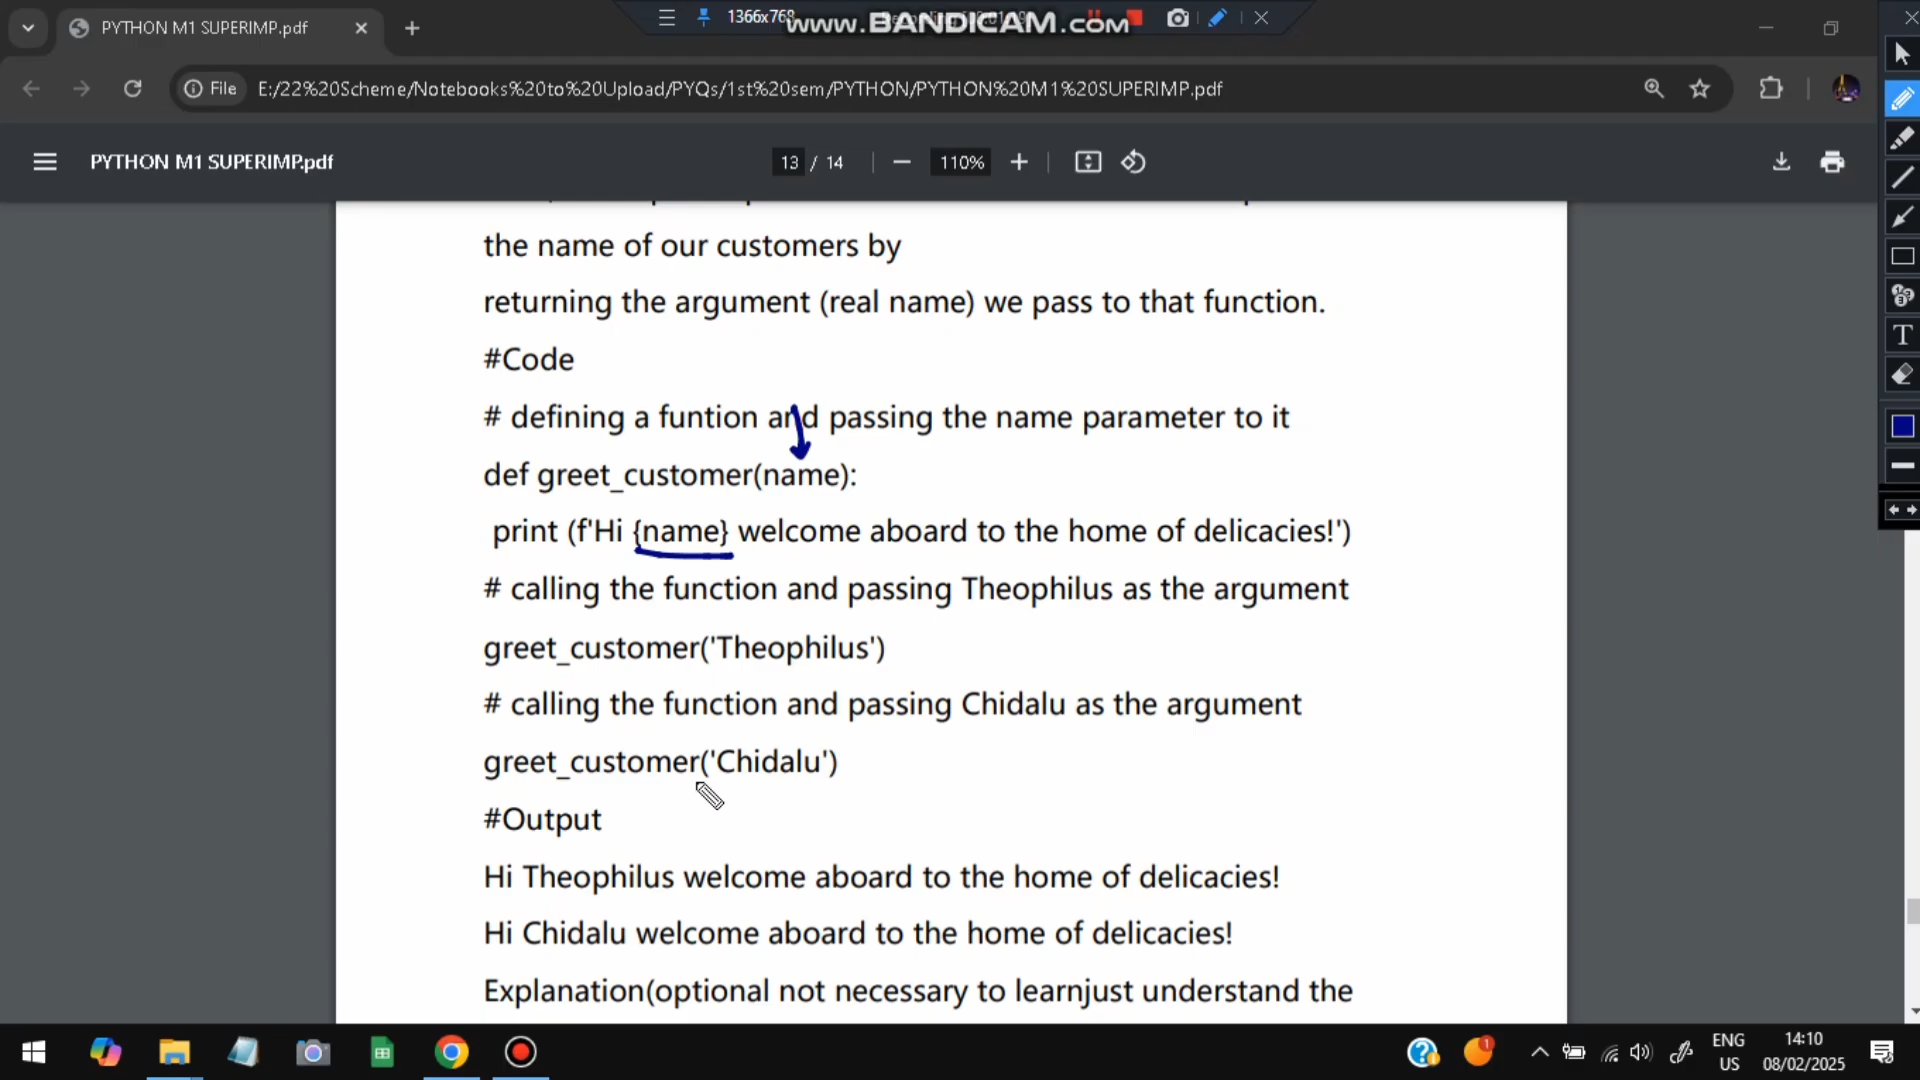 PYTHON M1 SUPERIMP.pdf
1366x768
www.BANDICAM.com
File
E:/22%20Scheme/Notebooks%20to%20Upload/PYQs/1st%20sem/PYTHON/PYTHON%20M1%20SUPERIMP.pdf
PYTHON M1 SUPERIMP.pdf
13 / 14
110%
the name of our customers by
returning the argument (real name) we pass to that function.
#Code
# defining a funtion and passing the name parameter to it
def greet_customer(name):
print (f'Hi {name} welcome aboard to the home of delicacies!')
# calling the function and passing Theophilus as the argument
greet_customer('Theophilus')
# calling the function and passing Chidalu as the argument
greet_customer('Chidalu')
#Output
Hi Theophilus welcome aboard to the home of delicacies!
Hi Chidalu welcome aboard to the home of delicacies!
Explanation(optional not necessary to learnjust understand the
ENG
US
14:10
08/02/2025